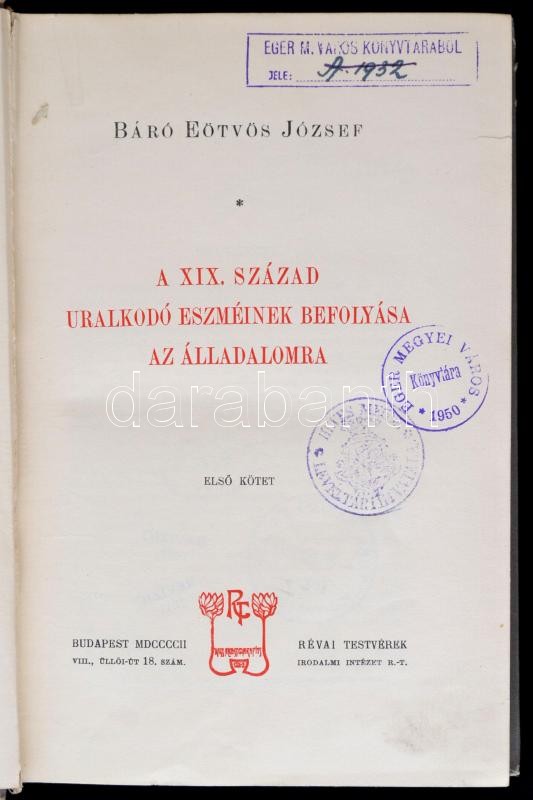 EGER M. VÁROS KÖNYVTÁRÁBÓL
JELE: A-1932
BÁRÓ EÖTVÖS JÓZSEF
*
A XIX. SZÁZAD
URALKODÓ ESZMÉINEK BEFOLYÁSA
AZ ÁLLADALOMRA
EGER MEGYEI VÁROS
Könyvtára
* 1950 *
darabanth
ELSŐ KÖTET
BUDAPEST MDCCCCII
VIII., ÜLLŐI-ÚT 18. SZÁM.
RÉVAI TESTVÉREK
IRODALMI INTÉZET R.-T.